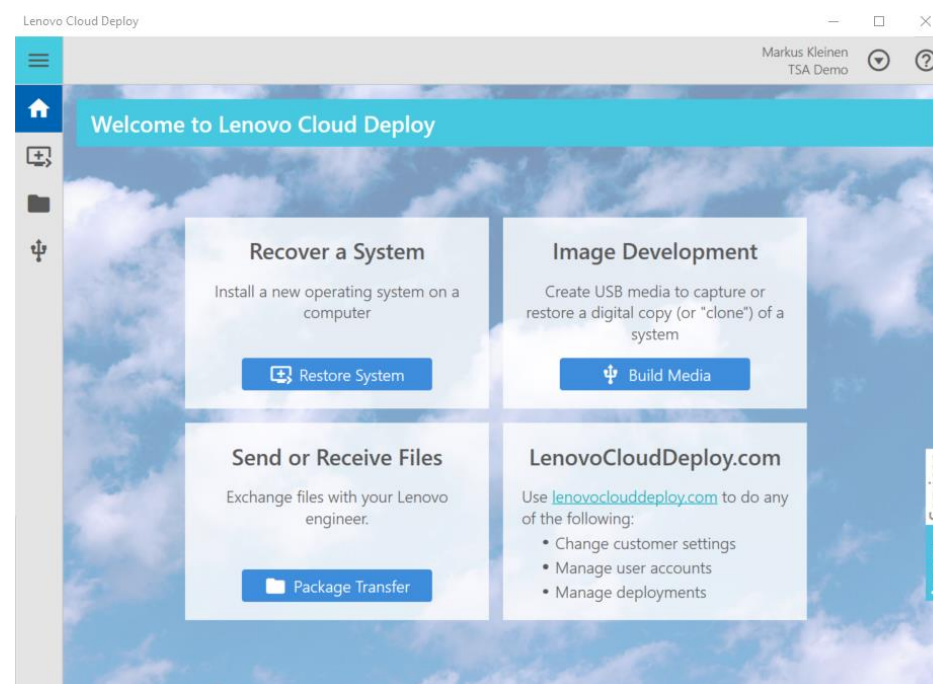 Lenovo Cloud Deploy
Markus Kleinen
TSA Demo
Welcome to Lenovo Cloud Deploy
Recover a System
Install a new operating system on a
computer
Restore System
Image Development
Create USB media to capture or
restore a digital copy (or "clone") of a
system
Build Media
Send or Receive Files
Exchange files with your Lenovo
engineer.
Package Transfer
LenovoCloudDeploy.com
Use lenovoclouddeploy.com to do any
of the following:
• Change customer settings
• Manage user accounts
• Manage deployments